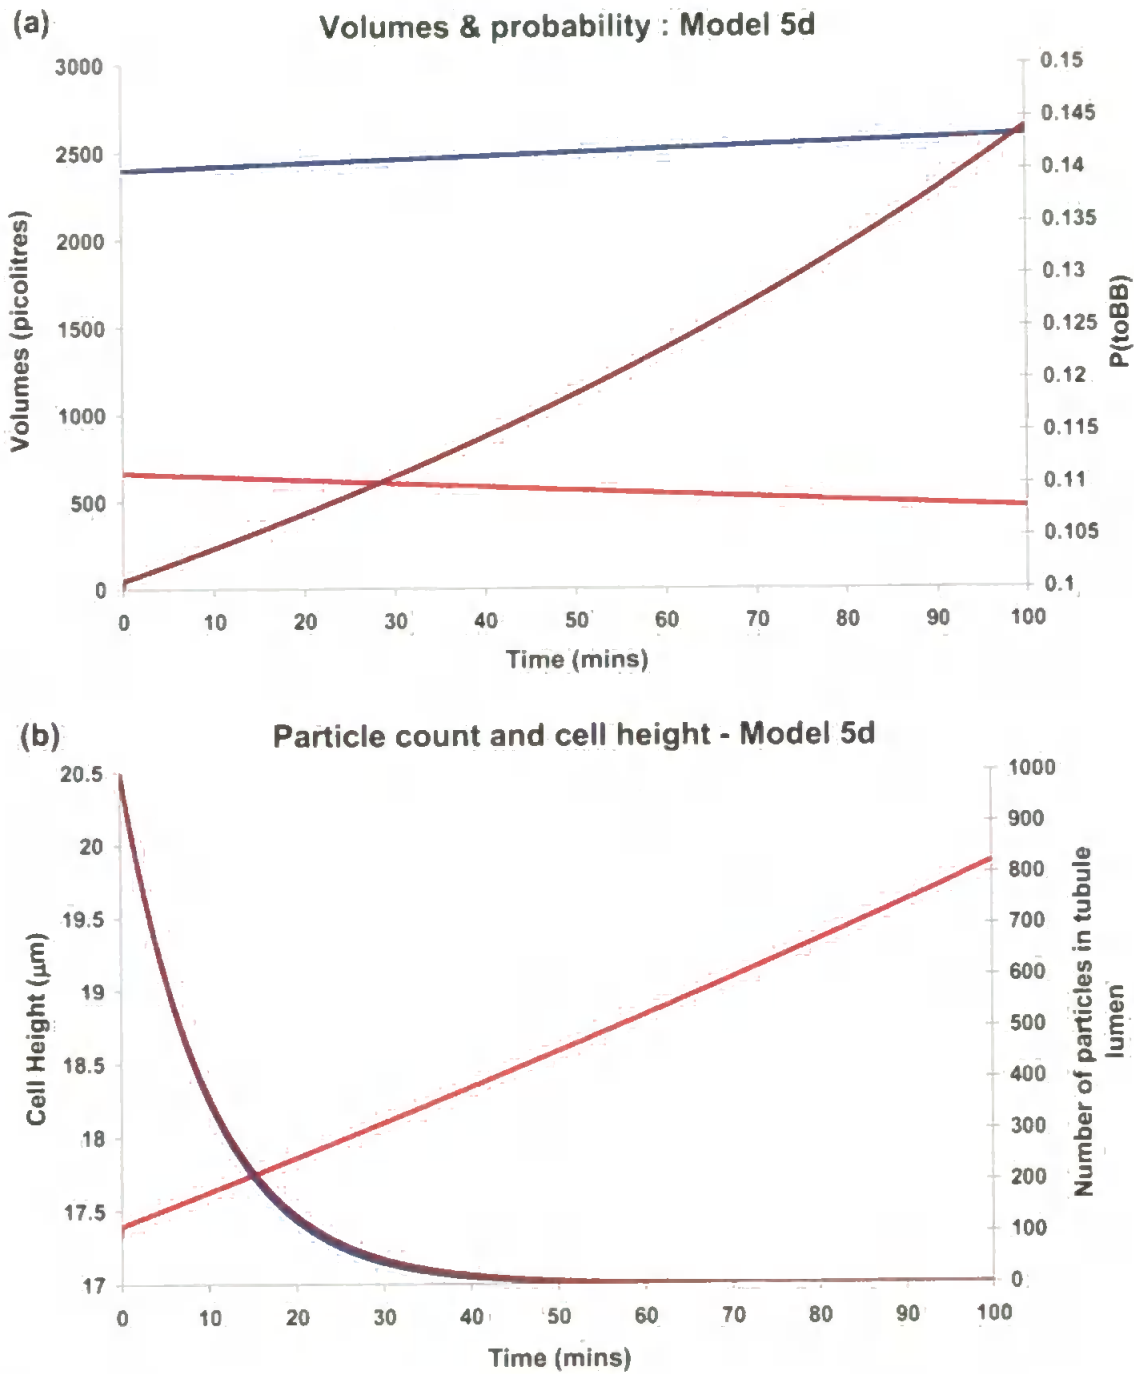 (a)
Volumes & probability : Model 5d
Volumes (picolitres)
3000
2500
2000
1500
1000
500
0
0.15
0.145
0.14
0.135
0.13
0.125
0.12
0.115
0.11
0.105
0.1
P(toBB)
0 10 20 30 40 50 60 70 80 90 100
Time (mins)
(b)
Particle count and cell height - Model 5d
Cell Height (μm)
20.5
20
19.5
19
18.5
18
17.5
17
1000
900
800
700
600
500
400
300
200
100
0
Number of particles in tubule
lumen
0 10 20 30 40 50 60 70 80 90 100
Time (mins)